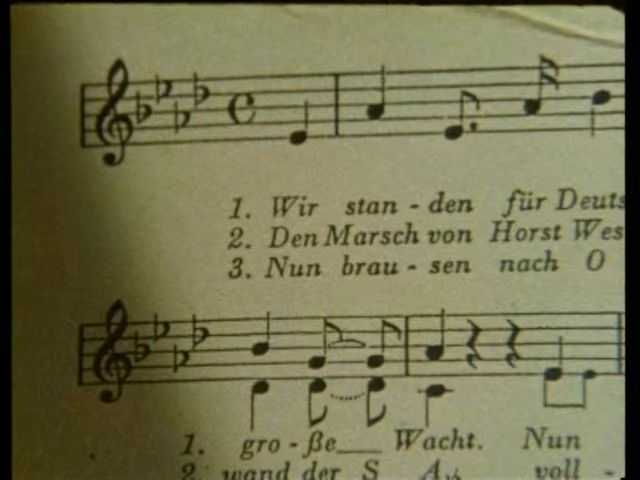 1. Wir stan - den für Deuts
2. Den Marsch von Horst Wes
3. Nun brau - sen nach O
1. gro - ße___ Wacht. Nun
2. wand der S A. voll -